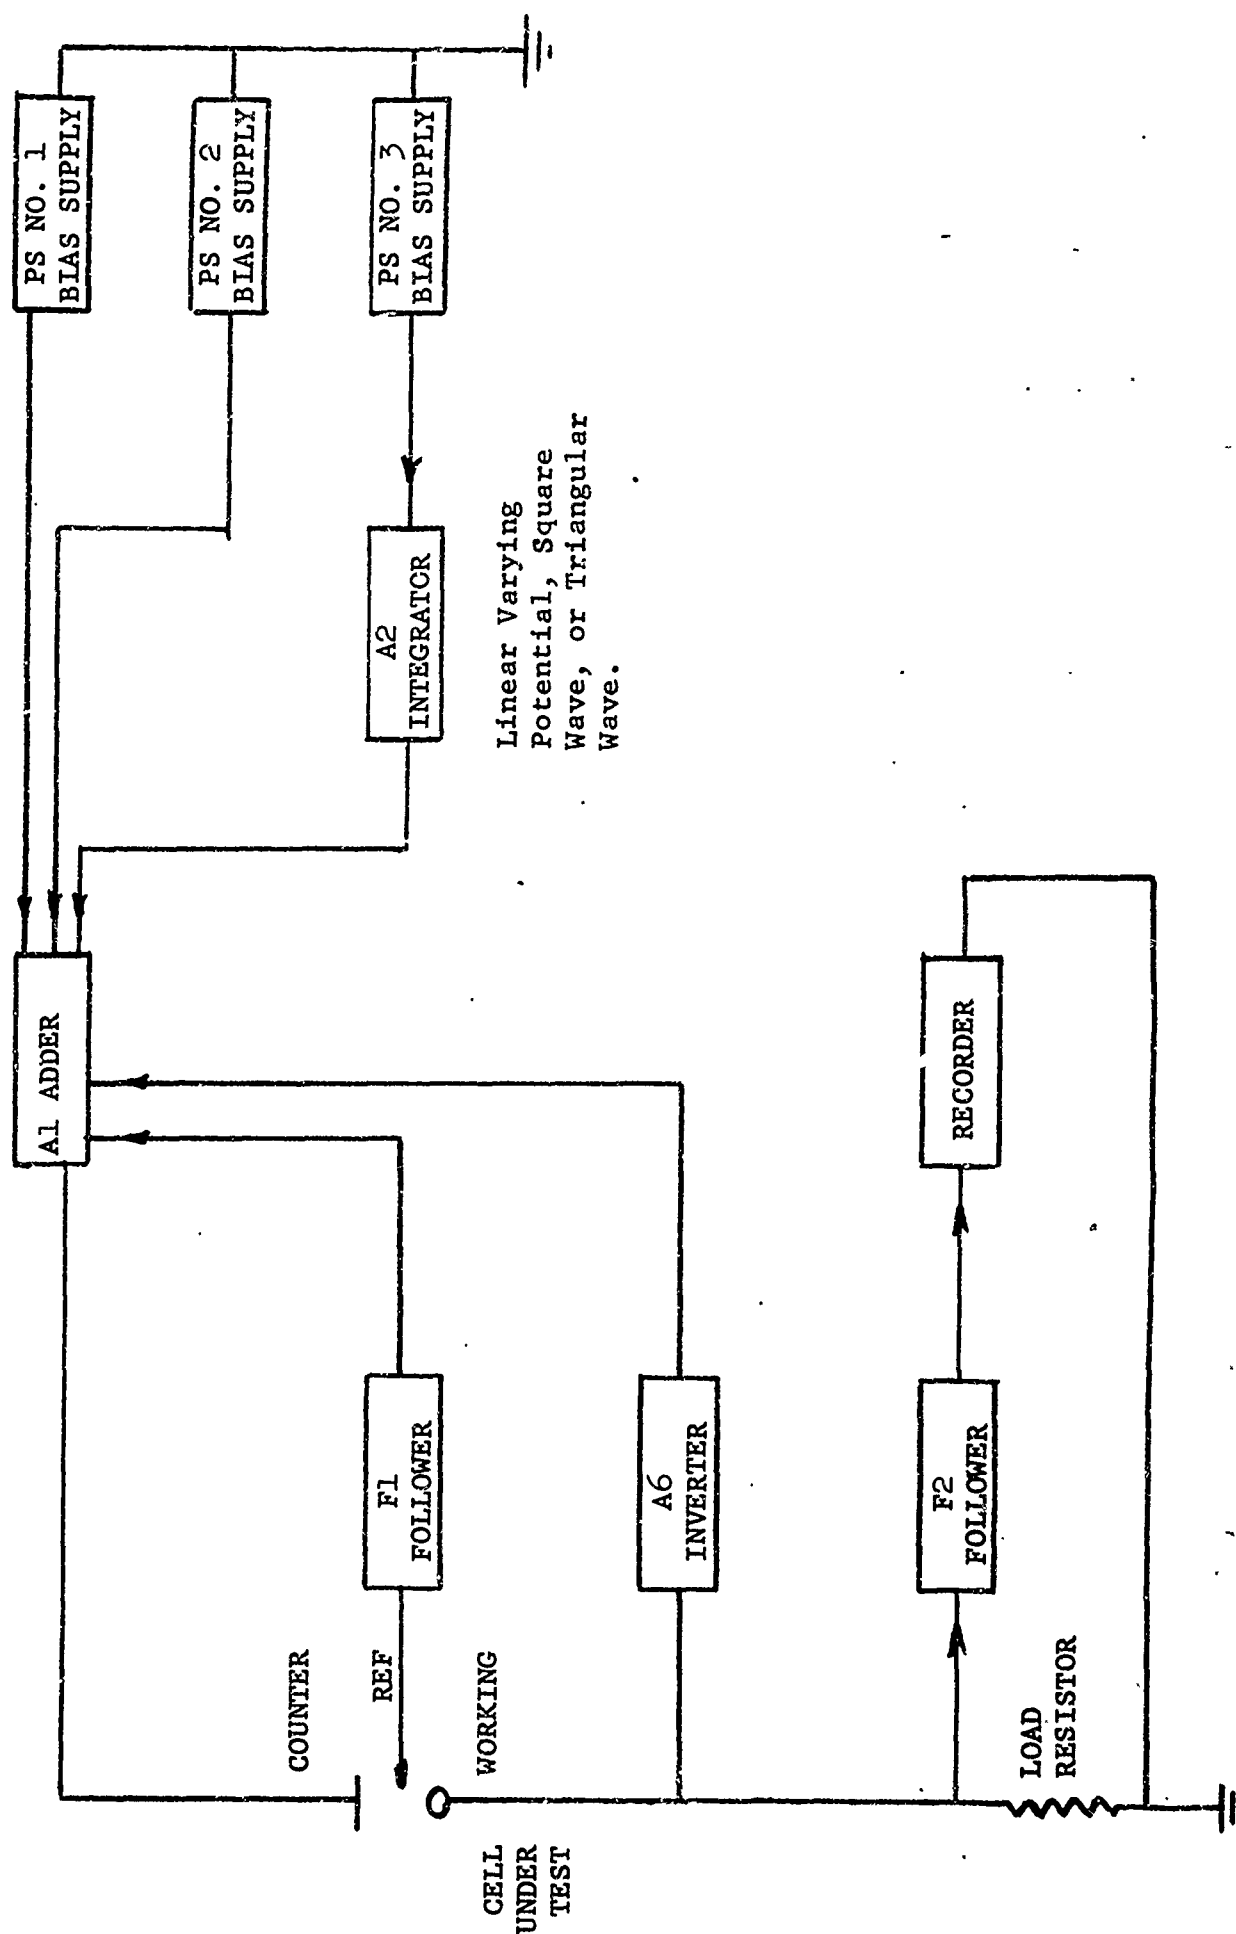 PS NO. 1
BIAS SUPPLY
PS NO. 2
BIAS SUPPLY
PS NO. 3
BIAS SUPPLY
A2
INTEGRATOR
Linear Varying
Potential, Square
Wave, or Triangular
Wave.
A1 ADDER
F1
FOLLOWER
A6
INVERTER
F2
FOLLOWER
RECORDER
COUNTER
REF
WORKING
CELL
UNDER
TEST
LOAD
RESISTOR